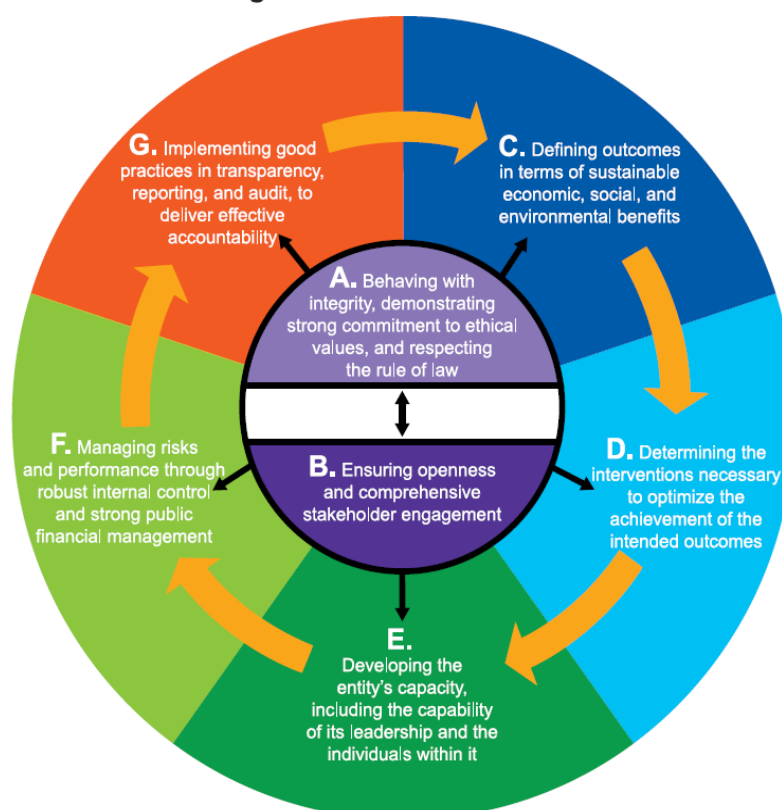 G. Implementing good
practices in transparency,
reporting, and audit, to
deliver effective
accountability
C. Defining outcomes
in terms of sustainable
economic, social, and
environmental benefits
A. Behaving with
integrity, demonstrating
strong commitment to ethical
values, and respecting
the rule of law
F. Managing risks
and performance through
robust internal control
and strong public
financial management
B. Ensuring openness
and comprehensive
stakeholder engagement
D. Determining the
interventions necessary
to optimize the
achievement of the
intended outcomes
E.
Developing the
entity's capacity,
including the capability
of its leadership and the
individuals within it